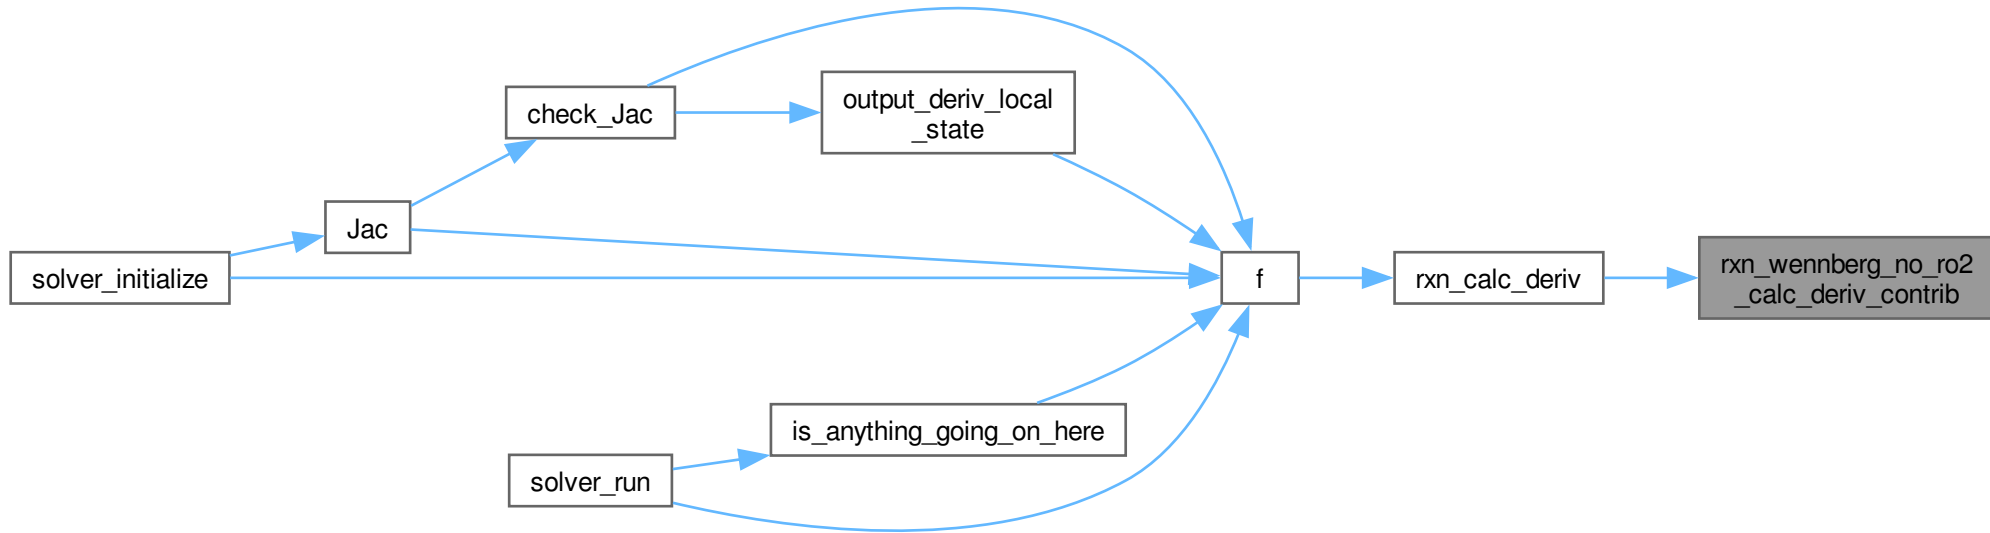 check_Jac
output_deriv_local
_state
Jac
solver_initialize
f
rxn_calc_deriv
rxn_wennberg_no_ro2
_calc_deriv_contrib
is_anything_going_on_here
solver_run